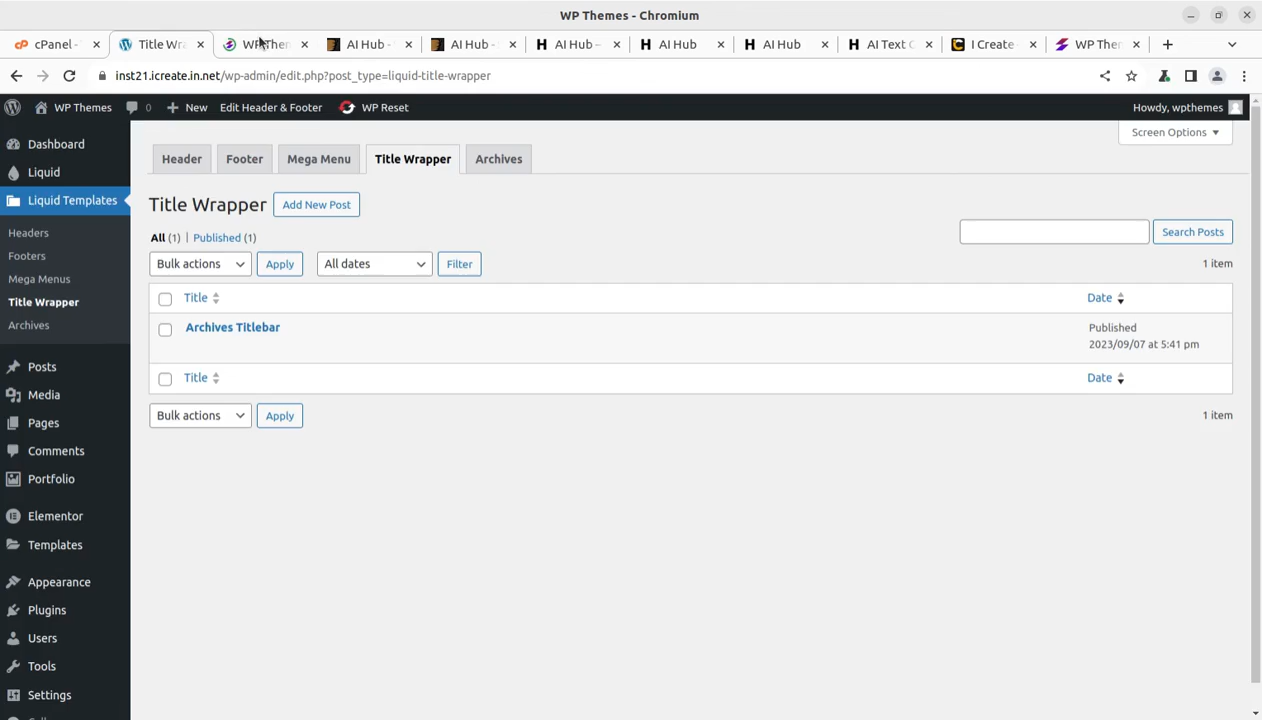 WP Themes - Chromium
cPanel -
Title Wra
WP Them
AI Hub -
AI Hub -
AI Hub –
AI Hub
AI Hub
AI Text C
I Create
WP Ther
inst21.icreate.in.net/wp-admin/edit.php?post_type=liquid-title-wrapper
WP Themes
0
New
Edit Header & Footer
WP Reset
Howdy, wpthemes
Screen Options
Dashboard
Liquid
Liquid Templates
Headers
Footers
Mega Menus
Title Wrapper
Archives
Posts
Media
Pages
Comments
Portfolio
Elementor
Templates
Appearance
Plugins
Users
Tools
Settings
Header
Footer
Mega Menu
Title Wrapper
Archives
Title Wrapper
Add New Post
All (1) | Published (1)
Search Posts
Bulk actions
Apply
All dates
Filter
1 item
Title
Date
Archives Titlebar
Published
2023/09/07 at 5:41 pm
Title
Date
Bulk actions
Apply
1 item